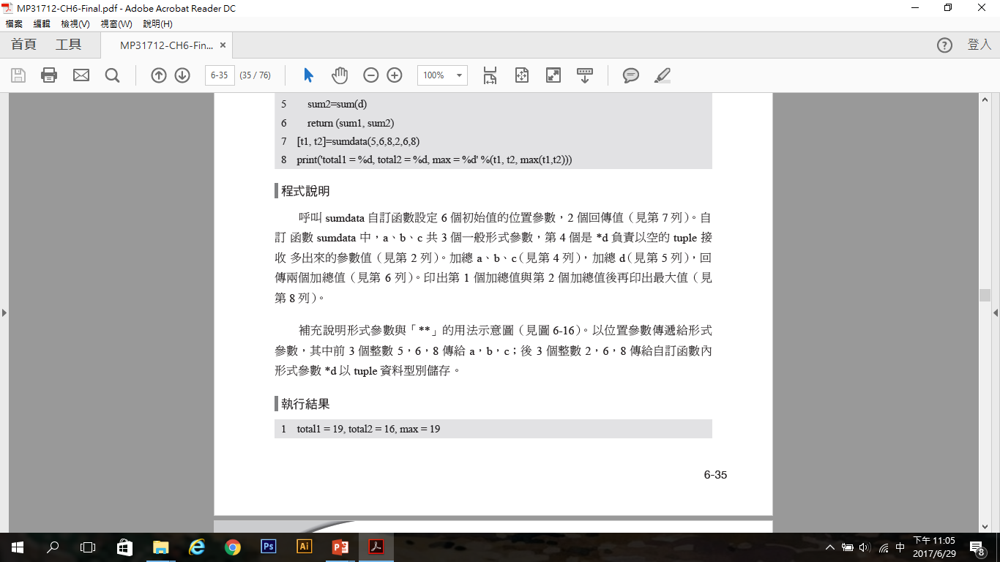 MP31712-CH6-Final.pdf - Adobe Acrobat Reader DC
檔案 編輯 檢視(V) 視窗(W) 說明(H)
首頁 工具 MP31712-CH6-Fin... × ? 登入
6-35 (35 / 76) 100%
5 sum2=sum(d)
6 return (sum1, sum2)
7 [t1, t2]=sumdata(5,6,8,2,6,8)
8 print('total1 = %d, total2 = %d, max = %d' %(t1, t2, max(t1,t2)))
程式說明
呼叫 sumdata 自訂函數設定 6 個初始值的位置參數，2 個回傳值（見第 7 列）。自
訂 函數 sumdata 中，a、b、c 共 3 個一般形式參數，第 4 個是 *d 負責以空的 tuple 接
收 多出來的參數值（見第 2 列）。加總 a、b、c（見第 4 列），加總 d（見第 5 列），回
傳兩個加總值（見第 6 列）。印出第 1 個加總值與第 2 個加總值後再印出最大值（見
第 8 列）。
補充說明形式參數與「**」的用法示意圖（見圖 6-16）。以位置參數傳遞給形式
參數，其中前 3 個整數 5，6，8 傳給 a，b，c；後 3 個整數 2，6，8 傳給自訂函數內
形式參數 *d 以 tuple 資料型別儲存。
執行結果
1 total1 = 19, total2 = 16, max = 19
6-35
Ps Ai 中 下午 11:05
2017/6/29 8